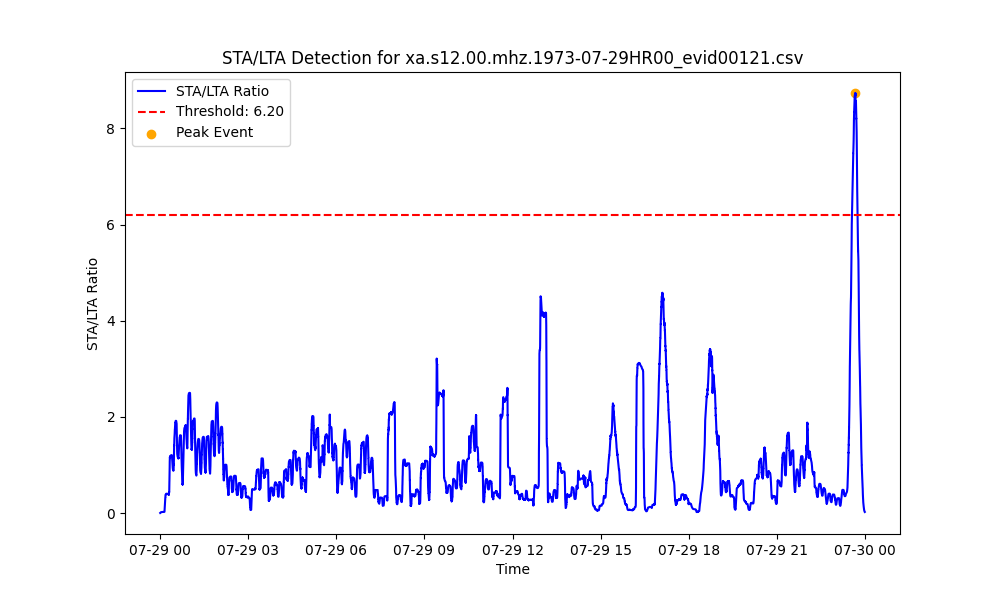 STA/LTA Detection for xa.s12.00.mhz.1973-07-29HR00_evid00121.csv
STA/LTA Ratio
Threshold: 6.20
Peak Event
8
6
4
2
0
STA/LTA Ratio
07-29 00 07-29 03 07-29 06 07-29 09 07-29 12 07-29 15 07-29 18 07-29 21 07-30 00
Time